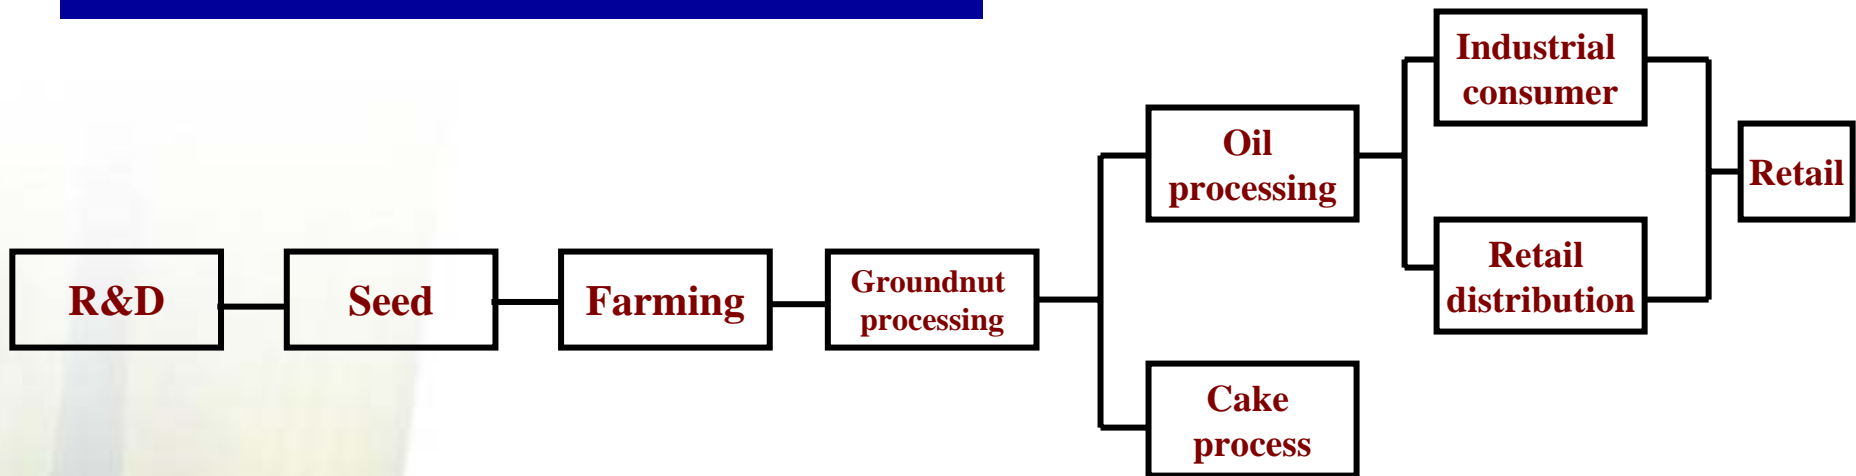 R&D
Seed
Farming
Groundnut
processing
Oil
processing
Cake
process
Industrial
consumer
Retail
distribution
Retail